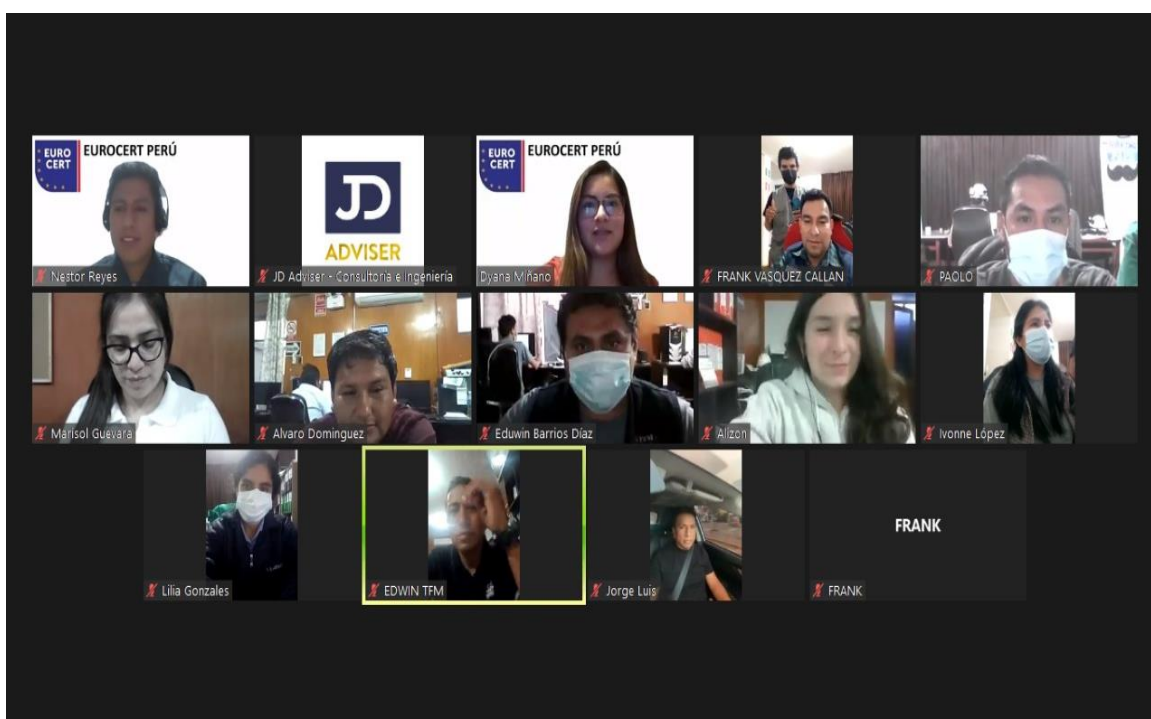 EURO
CERT
EUROCERT PERÚ
Nestor Reyes
JD
ADVISER
JD Adviser - Consultoría e Ingeniería
EURO
CERT
EUROCERT PERÚ
Dyana Miñano
FRANK VASQUEZ CALLAN
PAOLO
Marisol Guevara
Alvaro Dominguez
Eduwin Barrios Díaz
Alizon
Ivonne López
Lilia Gonzales
EDWIN TFM
Jorge Luis
FRANK
FRANK